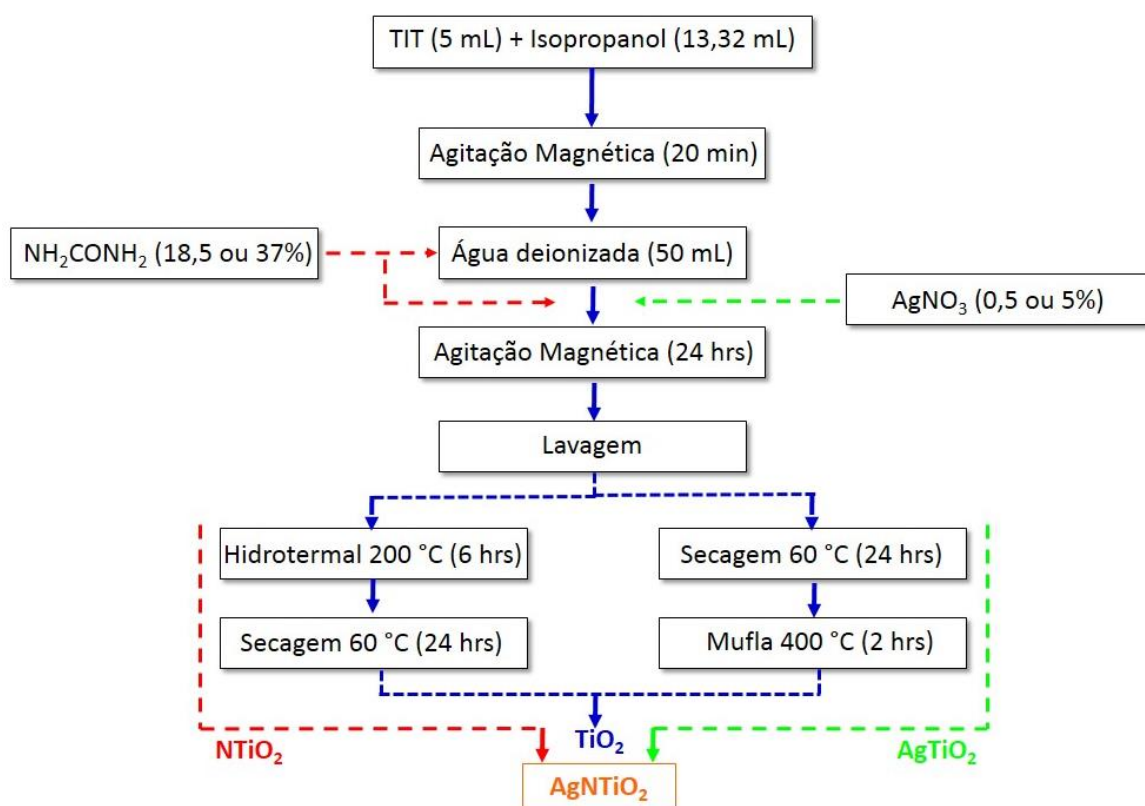 TIT (5 mL) + Isopropanol (13,32 mL)
Agitação Magnética (20 min)
NH₂CONH₂ (18,5 ou 37%)
Água deionizada (50 mL)
AgNO₃ (0,5 ou 5%)
Agitação Magnética (24 hrs)
Lavagem
Hidrotermal 200 °C (6 hrs)
Secagem 60 °C (24 hrs)
Secagem 60 °C (24 hrs)
Mufla 400 °C (2 hrs)
NTiO₂
TiO₂
AgTiO₂
AgNTiO₂